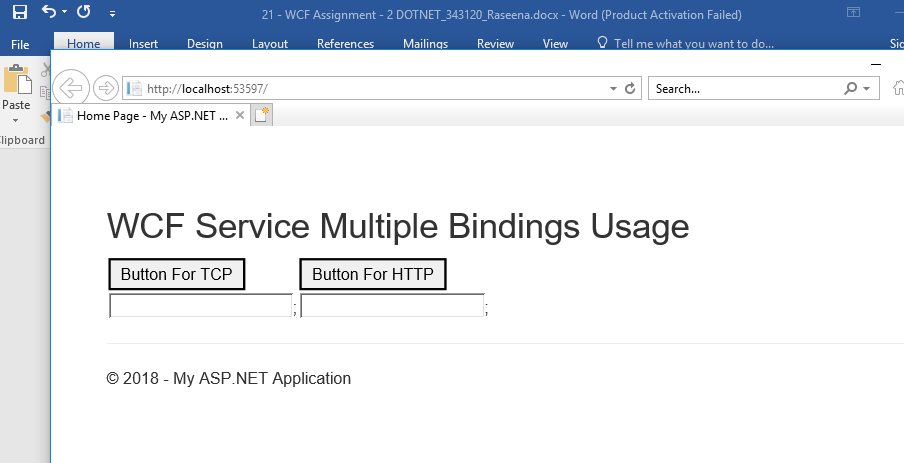 21 - WCF Assignment - 2 DOTNET_343120_Raseena.docx - Word (Product Activation Failed)
File Home Insert Design Layout References Mailings Review View Tell me what you want to do...
http://localhost:53597/ Search...
Paste
Home Page - My ASP.NET ...
lipboard
WCF Service Multiple Bindings Usage
Button For TCP Button For HTTP
; ;
© 2018 - My ASP.NET Application